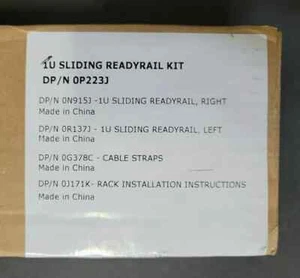 1U SLIDING READYRAIL KIT
DP/N 0P223J
DP/N 0N915J -1U SLIDING READYRAIL, RIGHT
Made in China
DP/N 0R137J - 1U SLIDING READYRAIL, LEFT
Made in China
DP/N 0G378C - CABLE STRAPS
Made in China
DP/N 0J171K- RACK INSTALLATION INSTRUCTIONS
Made in China